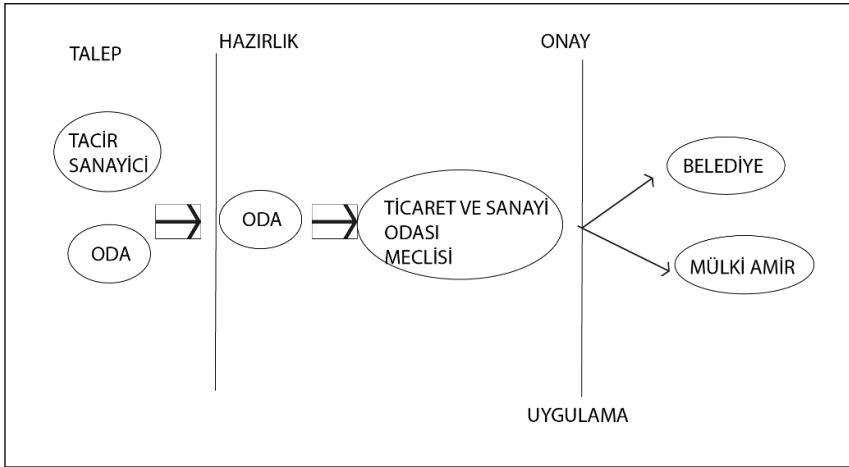 TALEP
HAZIRLIK
ONAY
TACİR
SANAYİCİ
ODA
ODA
TİCARET VE SANAYİ
ODASI
MECLİSİ
BELEDİYE
MÜLKİ AMİR
UYGULAMA